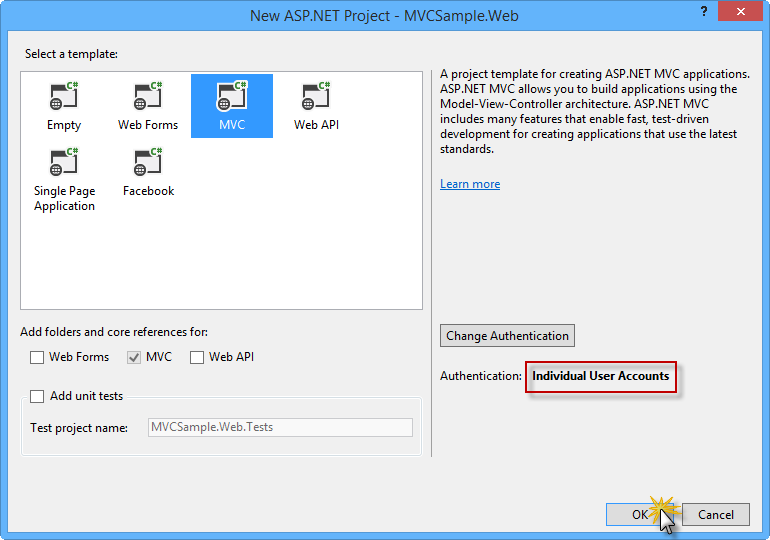 New ASP.NET Project - MVCSample.Web
?
Select a template:
C# C# C# C#
Empty Web Forms MVC Web API
C# C#
Single Page Application Facebook
A project template for creating ASP.NET MVC applications.
ASP.NET MVC allows you to build applications using the
Model-View-Controller architecture. ASP.NET MVC
includes many features that enable fast, test-driven
development for creating applications that use the latest
standards.
Learn more
Add folders and core references for:
Web Forms MVC Web API
Add unit tests
Test project name: MVCSample.Web.Tests
Change Authentication
Authentication: Individual User Accounts
OK Cancel